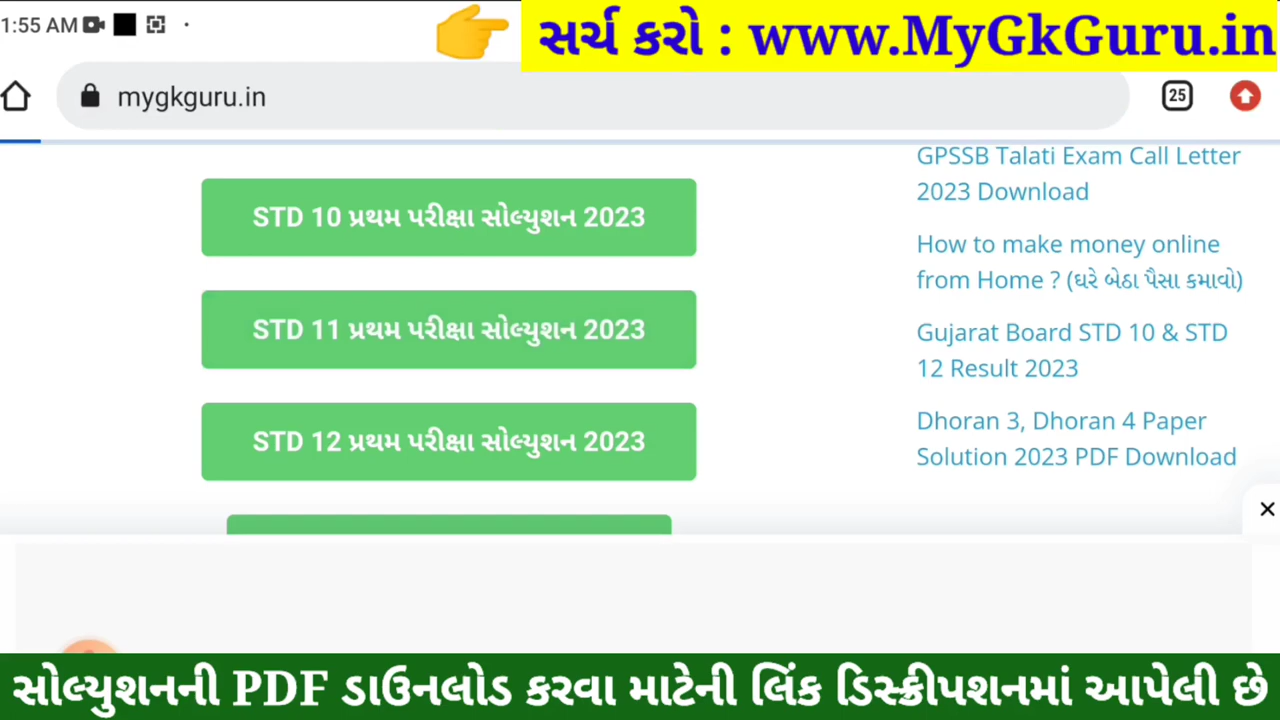 1:55 AM
સર્ચ કરો : www.MyGkGuru.in
mygkguru.in
25
STD 10 પ્રથમ પરીક્ષા સોલ્યુશન 2023
STD 11 પ્રથમ પરીક્ષા સોલ્યુશન 2023
STD 12 પ્રથમ પરીક્ષા સોલ્યુશન 2023
GPSSB Talati Exam Call Letter
2023 Download
How to make money online
from Home ? (ઘરે બેઠા પૈસા કમાવો)
Gujarat Board STD 10 & STD
12 Result 2023
Dhoran 3, Dhoran 4 Paper
Solution 2023 PDF Download
સોલ્યુશનની PDF ડાઉનલોડ કરવા માટેની લિંક ડિસ્ક્રીપશનમાં આપેલી છે